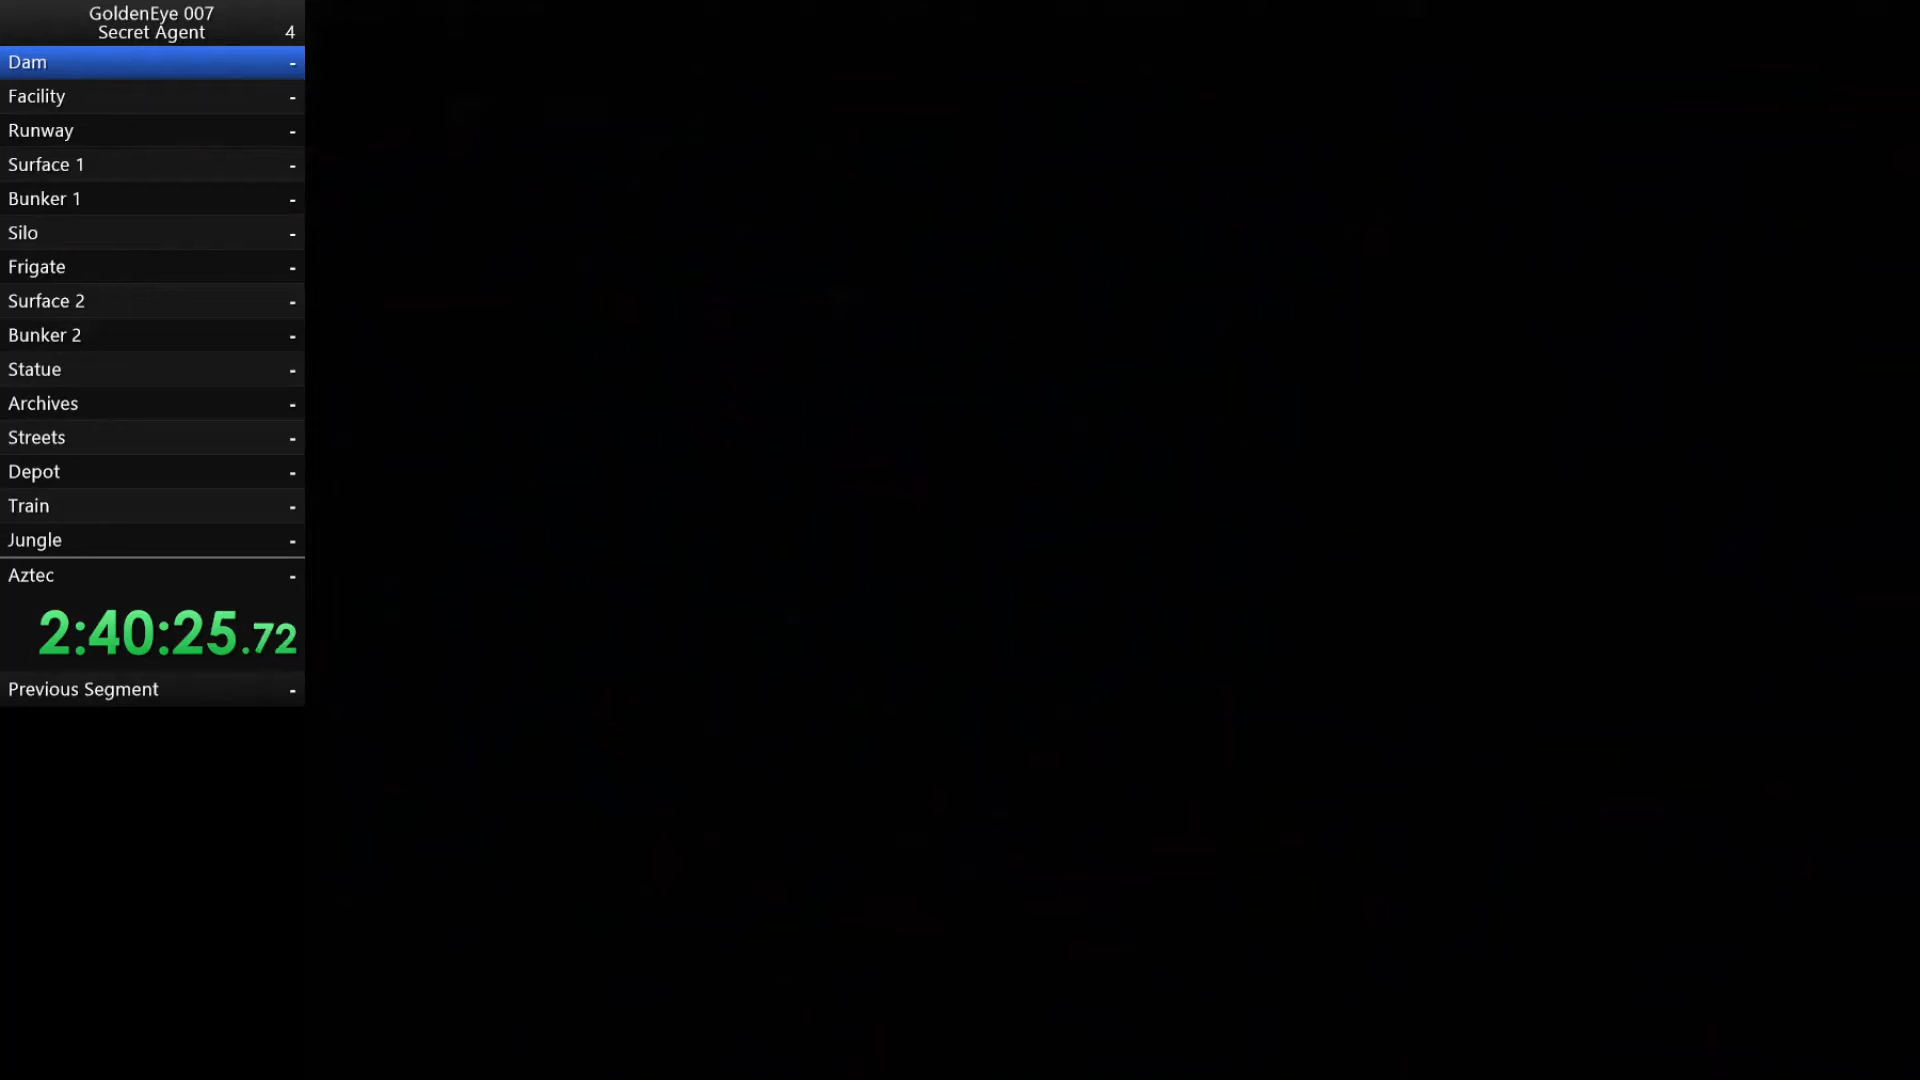 GoldenEye 007
Secret Agent 4
Dam -
Facility -
Runway -
Surface 1 -
Bunker 1 -
Silo -
Frigate -
Surface 2 -
Bunker 2 -
Statue -
Archives -
Streets -
Depot -
Train -
Jungle -
Aztec -
2:40:25.72
Previous Segment -